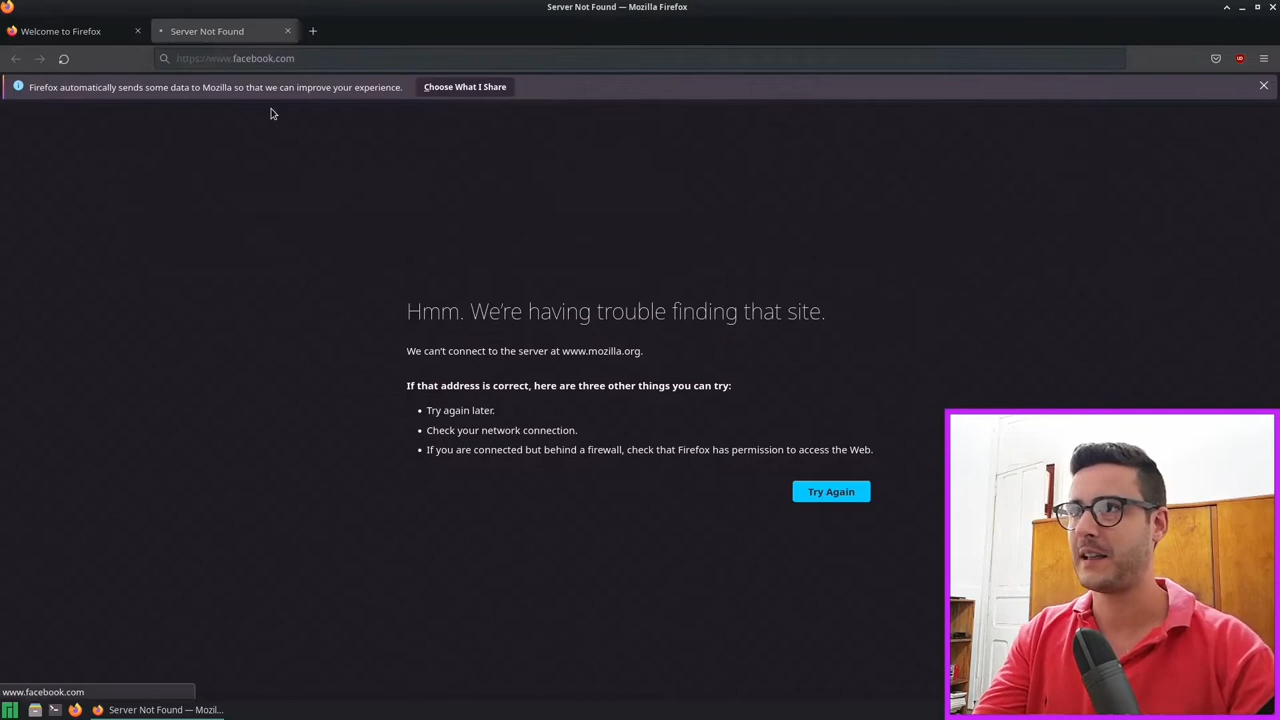 Server Not Found — Mozilla Firefox
Welcome to Firefox
Server Not Found
https://www.facebook.com
Firefox automatically sends some data to Mozilla so that we can improve your experience.
Choose What I Share
Hmm. We're having trouble finding that site.
We can't connect to the server at www.mozilla.org.
If that address is correct, here are three other things you can try:
• Try again later.
• Check your network connection.
• If you are connected but behind a firewall, check that Firefox has permission to access the Web.
Try Again
www.facebook.com
Server Not Found — Mozil...